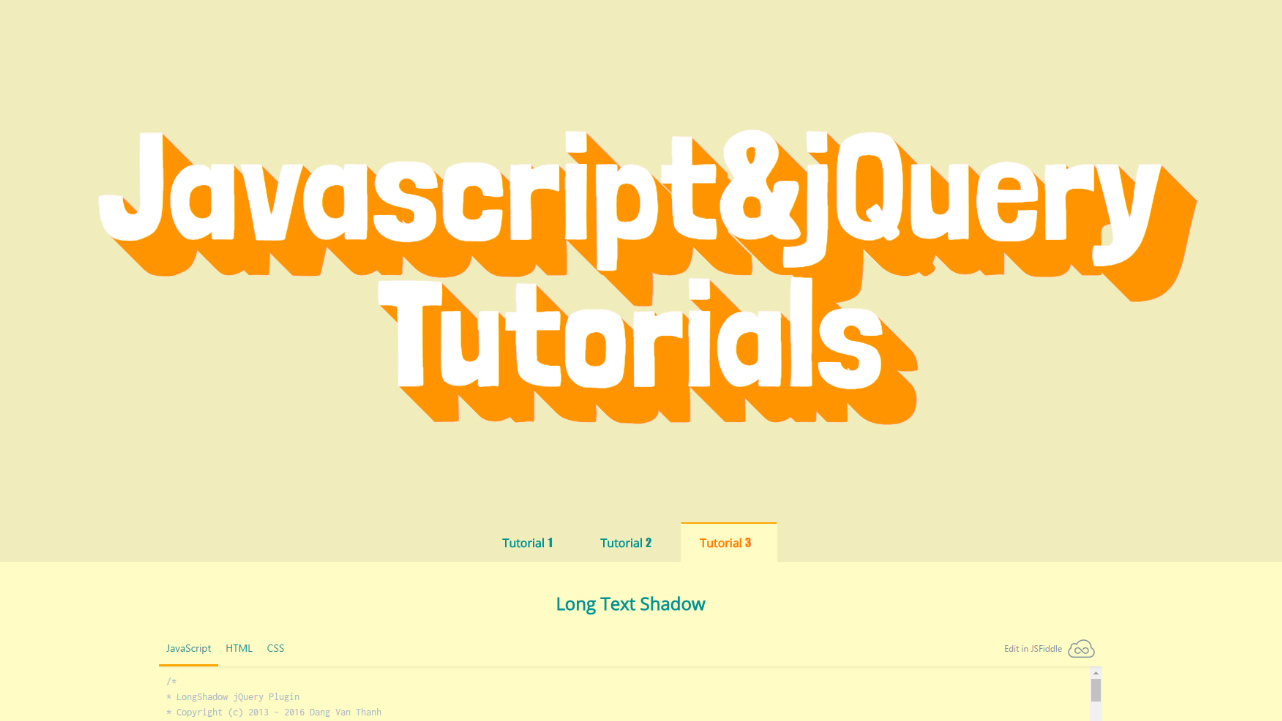 Javascript&jQuery
Tutorials
Tutorial 1 Tutorial 2 Tutorial 3
Long Text Shadow
JavaScript HTML CSS Edit in JSFiddle
/*
* LongShadow jQuery Plugin
* Copyright (c) 2013 - 2016 Dang Van Thanh